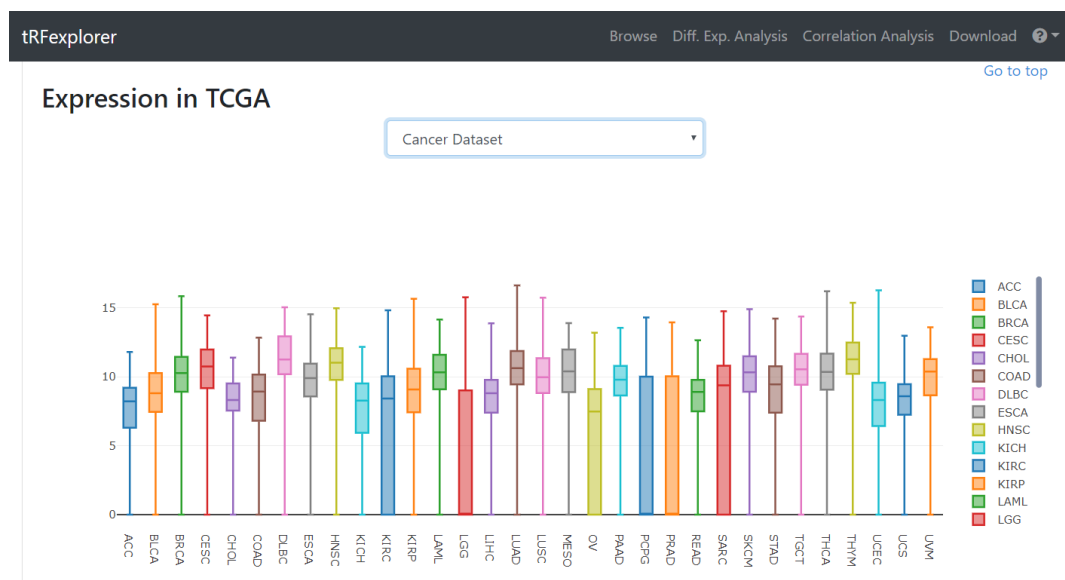 tRFexplorer Browse Diff. Exp. Analysis Correlation Analysis Download ?
Go to top
Expression in TCGA
Cancer Dataset
15
10
5
0
ACC BLCA BRCA CESC CHOL COAD DLBC ESCA HNSC KICH KIRC KIRP LAML LGG LIHC LUAD LUSC MESO OV PAAD PCPG PRAD READ SARC SKCM STAD TGCT THCA THYM UCEC UCS UVM
ACC
BLCA
BRCA
CESC
CHOL
COAD
DLBC
ESCA
HNSC
KICH
KIRC
KIRP
LAML
LGG